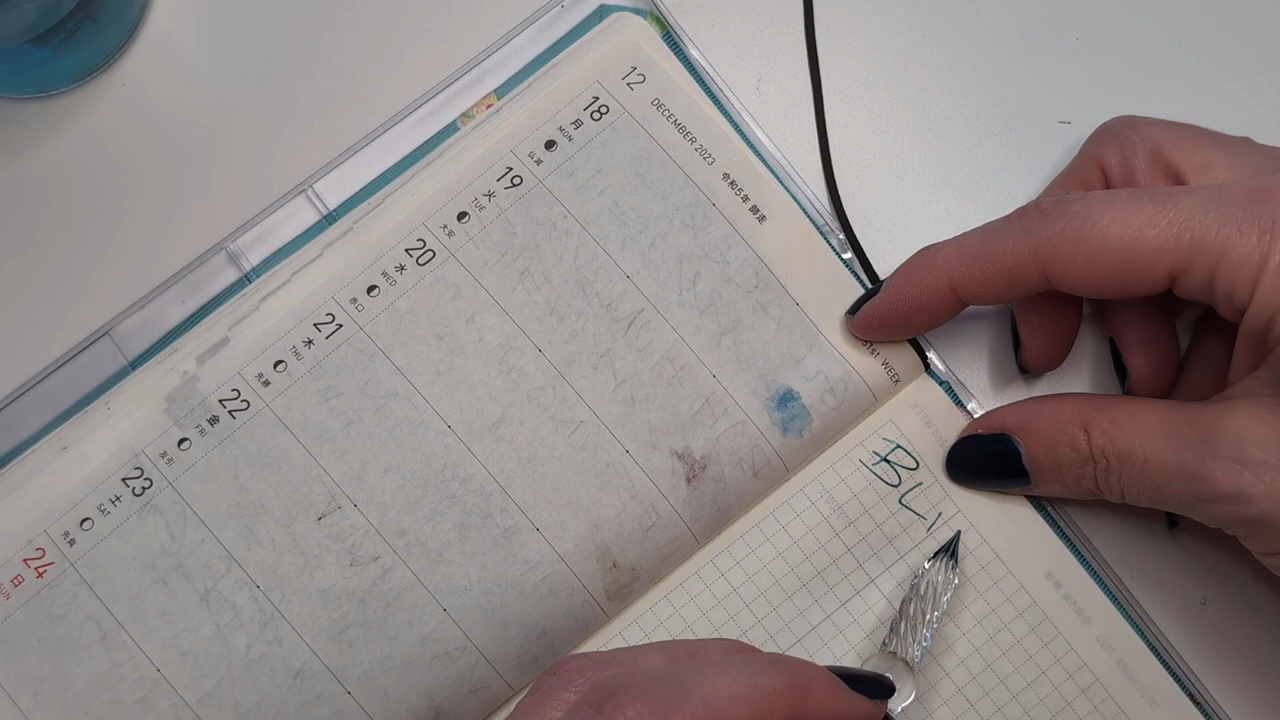 12 DECEMBER 2023 令和5年 師走
18 月 MON 仏滅
19 火 TUE 大安
20 水 WED 赤口
21 木 THU 先勝
22 金 FRI 友引
23 土 SAT 先負
24 日 SUN
51st WEEK
BLI